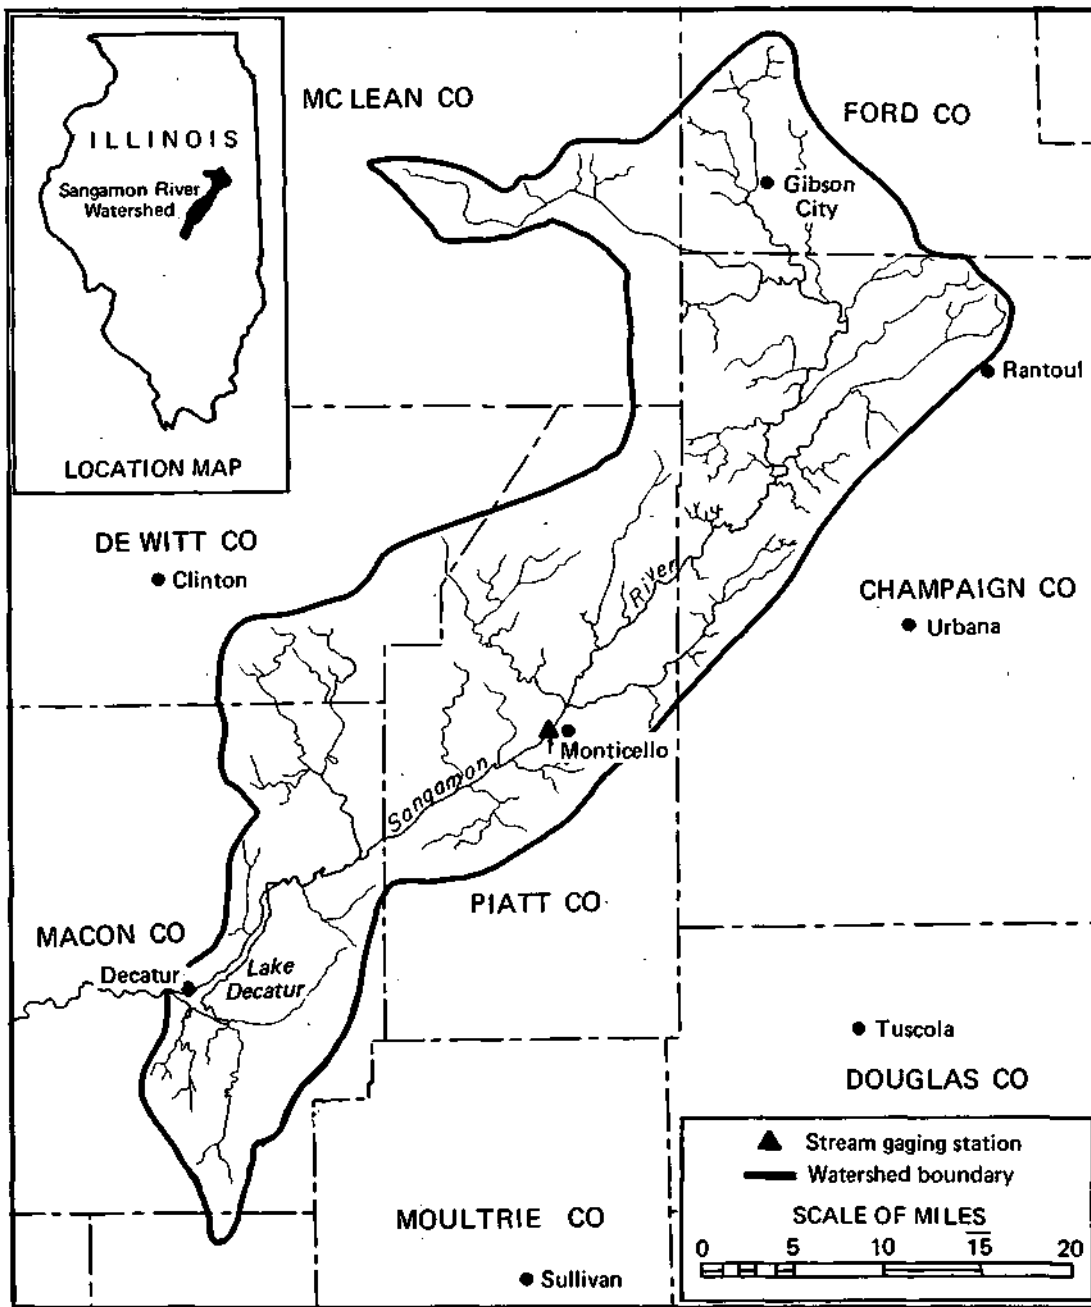 MC LEAN CO
FORD CO
ILLINOIS
Sangamon River
Watershed
Gibson
City
Rantoul
LOCATION MAP
DE WITT CO
Clinton
River
CHAMPAIGN CO
Urbana
Monticello
Sangamon
PIATT CO
MACON CO
Decatur
Lake
Decatur
Tuscola
DOUGLAS CO
Stream gaging station
Watershed boundary
MOULTRIE CO
SCALE OF MILES
0 5 10 15 20
Sullivan